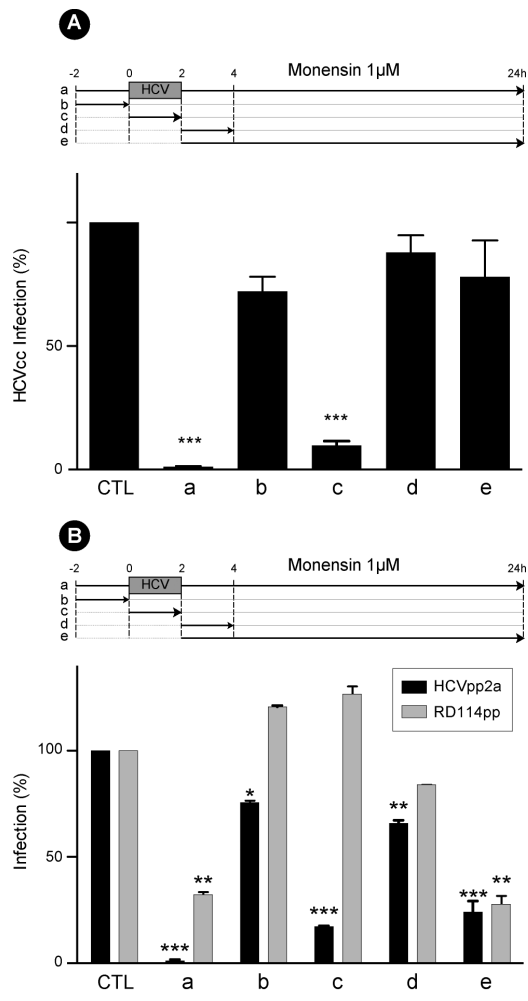 A
Monensin 1µM
-2 0 2 4 24h
HCV
a
b
c
d
e
HCVcc Infection (%)
50
0
***
***
CTL a b c d e
B
Monensin 1µM
-2 0 2 4 24h
HCV
a
b
c
d
e
HCVpp2a
RD114pp
Infection (%)
100
50
0
***
**
*
***
**
***
**
CTL a b c d e